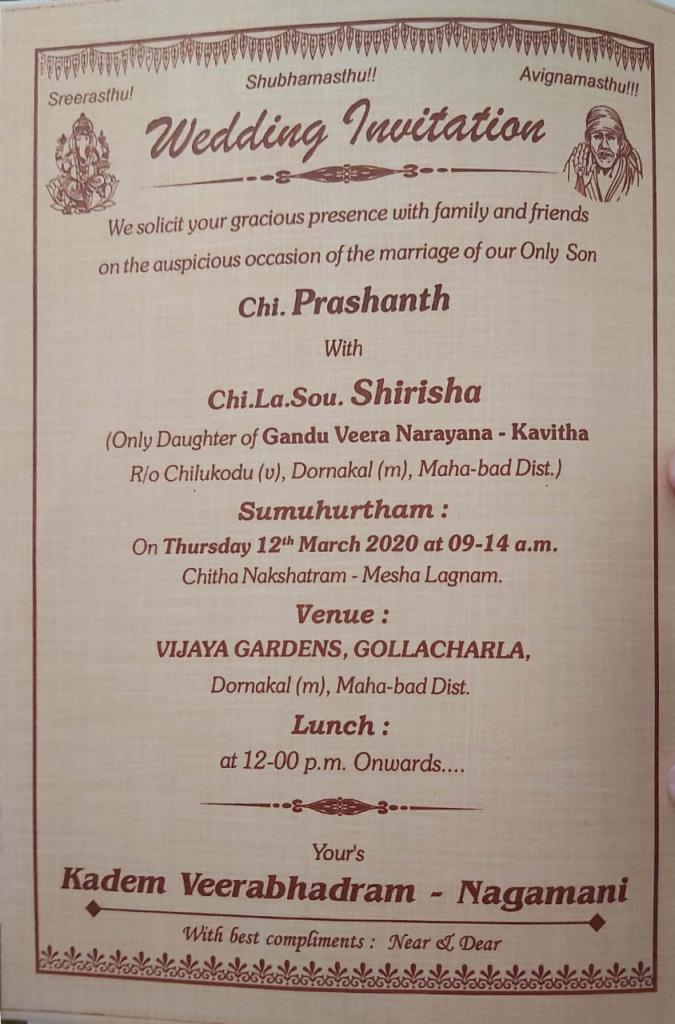 Sreerasthu! Shubhamasthu!! Avignamasthu!!!
Wedding Invitation
We solicit your gracious presence with family and friends
on the auspicious occasion of the marriage of our Only Son
Chi. Prashanth
With
Chi.La.Sou. Shirisha
(Only Daughter of Gandu Veera Narayana - Kavitha
R/o Chilukodu (v), Dornakal (m), Maha-bad Dist.)
Sumuhurtham :
On Thursday 12th March 2020 at 09-14 a.m.
Chitha Nakshatram - Mesha Lagnam.
Venue :
VIJAYA GARDENS, GOLLACHARLA,
Dornakal (m), Maha-bad Dist.
Lunch :
at 12-00 p.m. Onwards....
Your's
Kadem Veerabhadram - Nagamani
With best compliments : Near & Dear